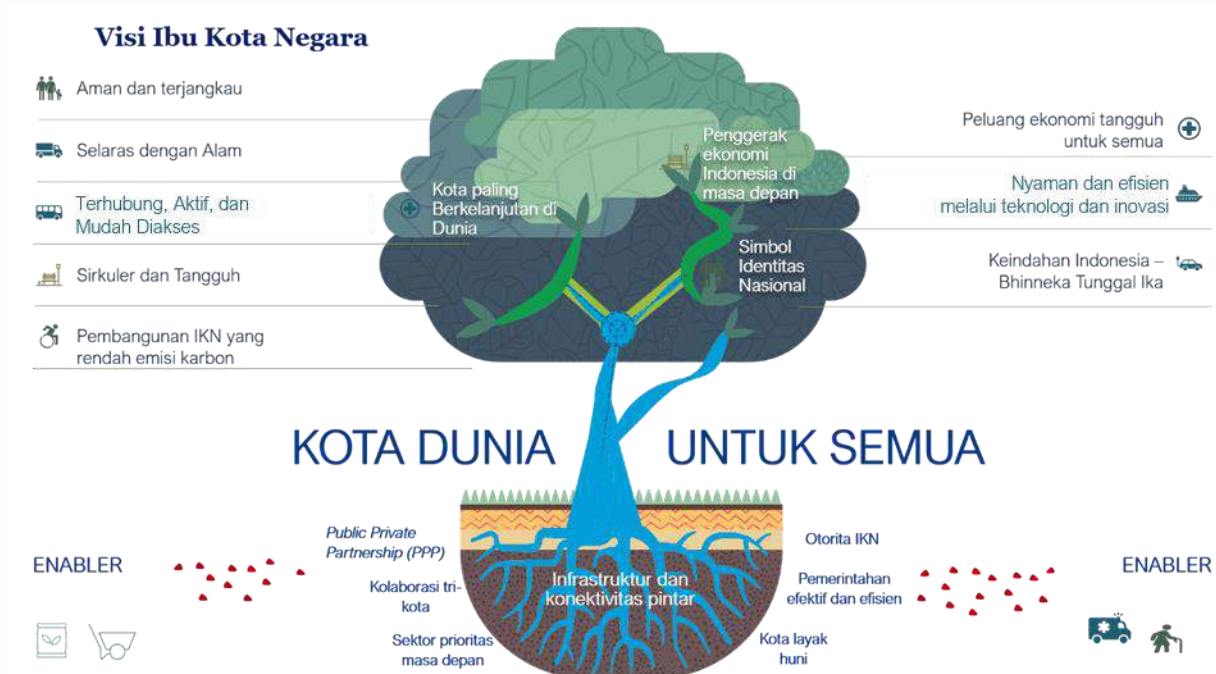 Visi Ibu Kota Negara
Aman dan terjangkau
Selaras dengan Alam
Terhubung, Aktif, dan
Mudah Diakses
Sirkuler dan Tangguh
Pembangunan IKN yang
rendah emisi karbon
Kota paling
Berkelanjutan di
Dunia
Penggerak
ekonomi
Indonesia di
masa depan
Simbol
Identitas
Nasional
Peluang ekonomi tangguh
untuk semua
Nyaman dan efisien
melalui teknologi dan inovasi
Keindahan Indonesia –
Bhinneka Tunggal Ika
KOTA DUNIA UNTUK SEMUA
ENABLER
Public Private
Partnership (PPP)
Kolaborasi tri-
kota
Sektor prioritas
masa depan
Infrastruktur dan
konektivitas pintar
Otorita IKN
Pemerintahan
efektif dan efisien
Kota layak
huni
ENABLER